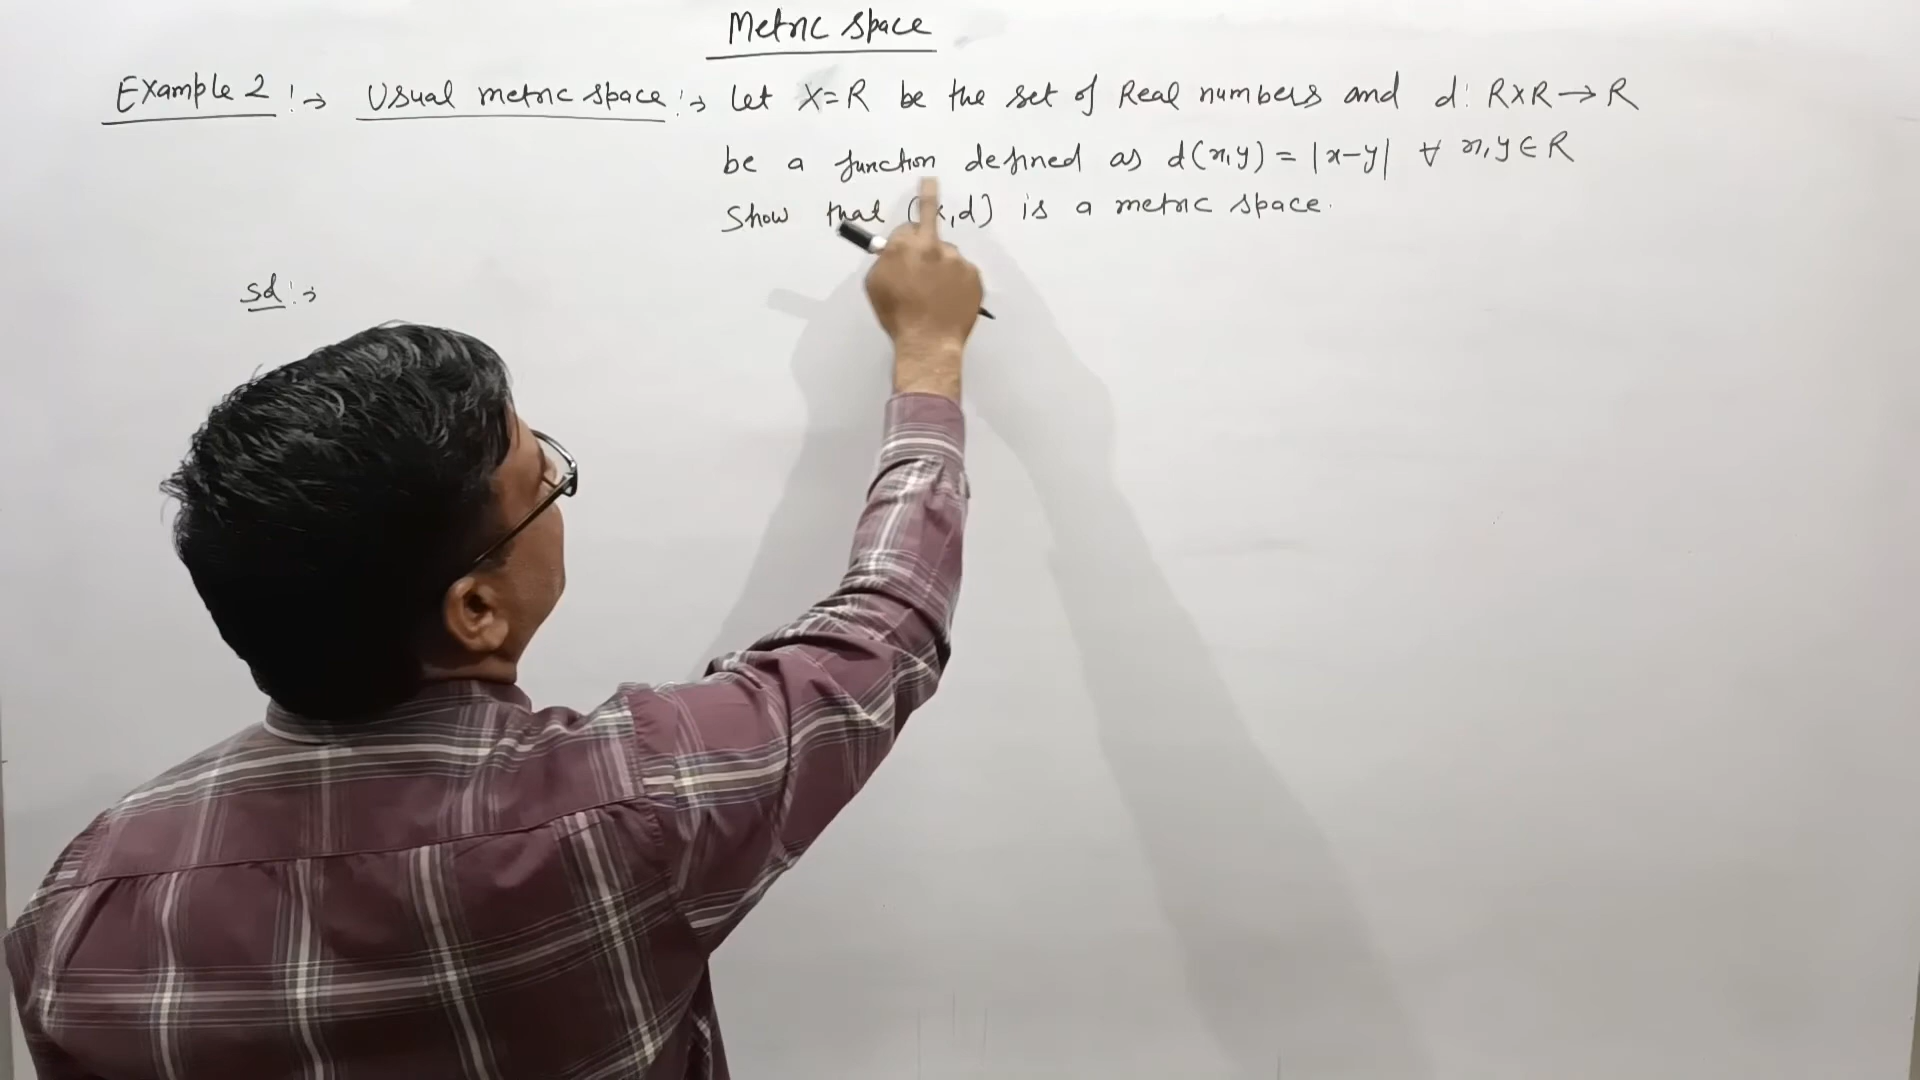 Metric space
Example 2 :→ Usual metric space :→ Let X=R be the set of Real numbers and d: R×R→R
be a function defined as d(x,y) = |x-y| ∀ x,y∈R
Show that (X,d) is a metric space.
Sol :→